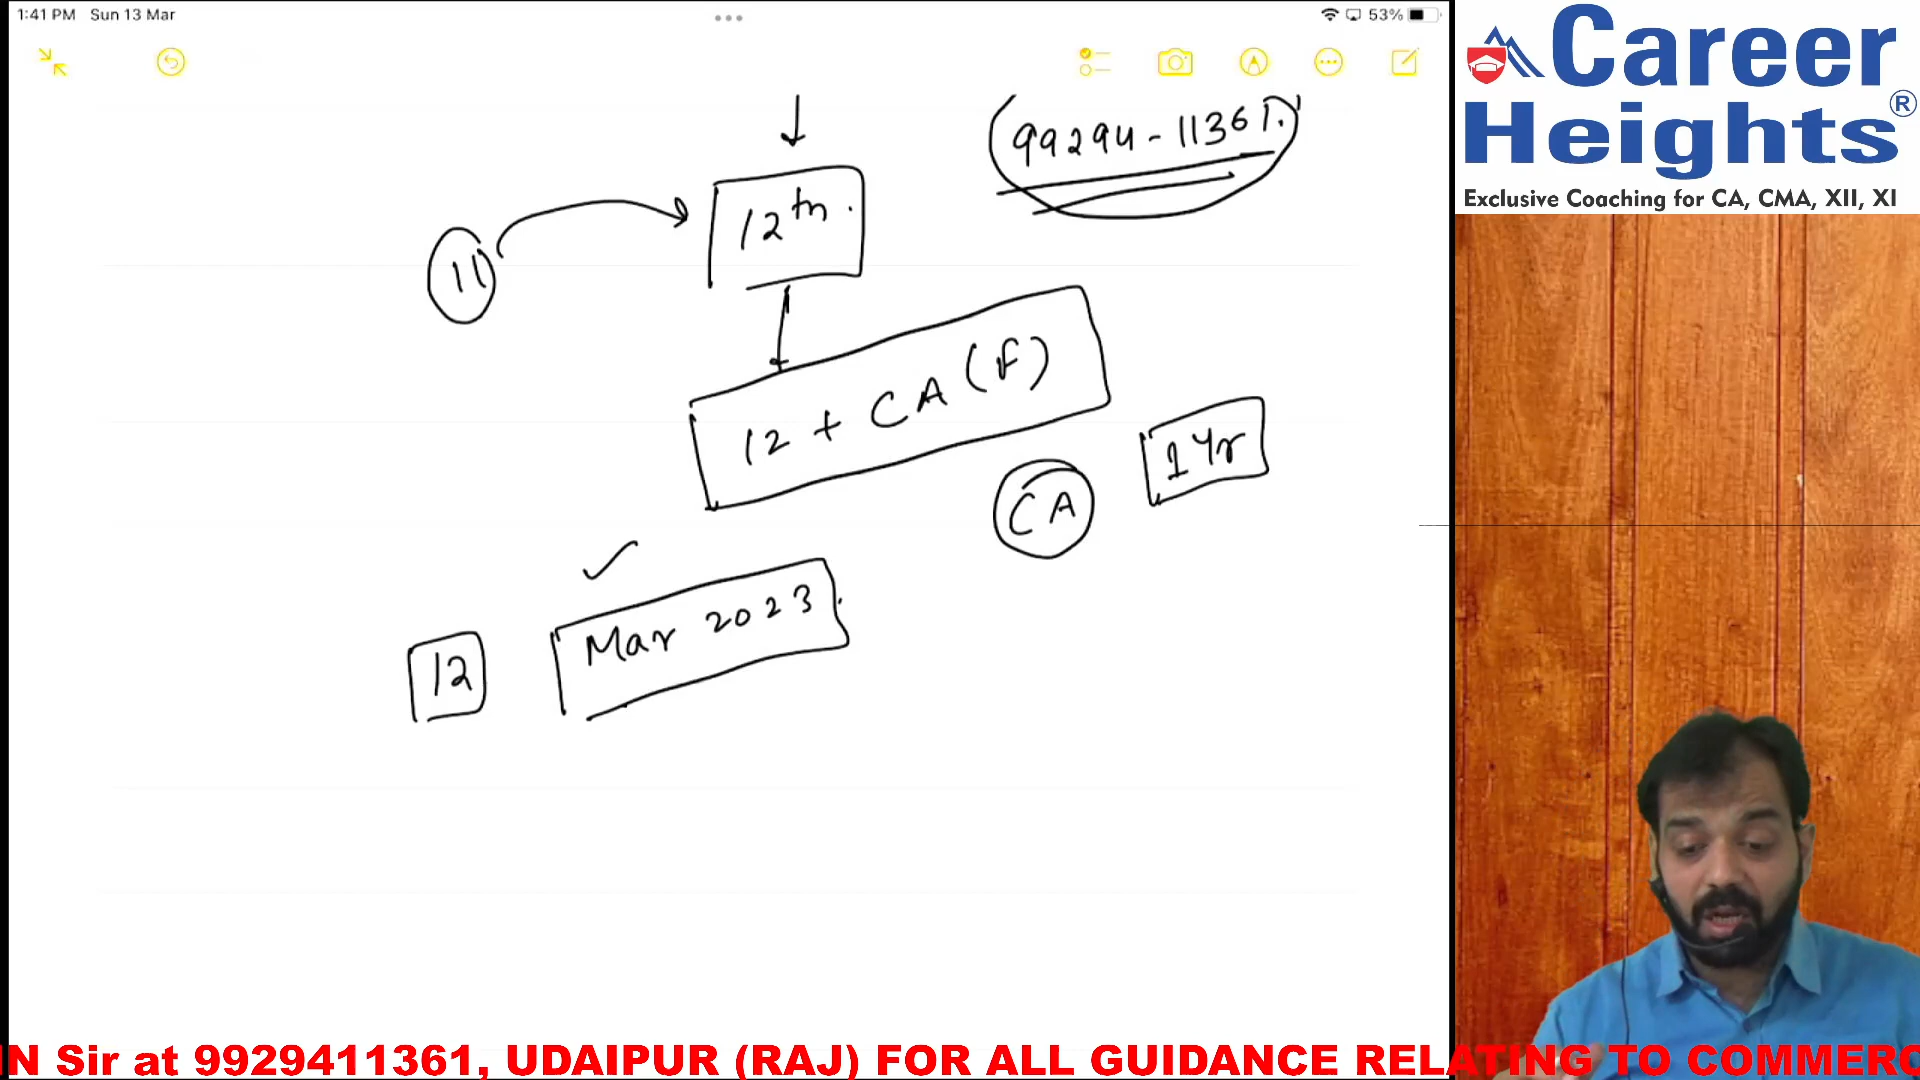 1:41 PM Sun 13 Mar
53%
Career
Heights®
Exclusive Coaching for CA, CMA, XII, XI
99294-11361.
12th.
11
12 + CA (F)
1 Yr
CA
Mar 2023
12
N Sir at 9929411361, UDAIPUR (RAJ) FOR ALL GUIDANCE RELATING TO COMMERC